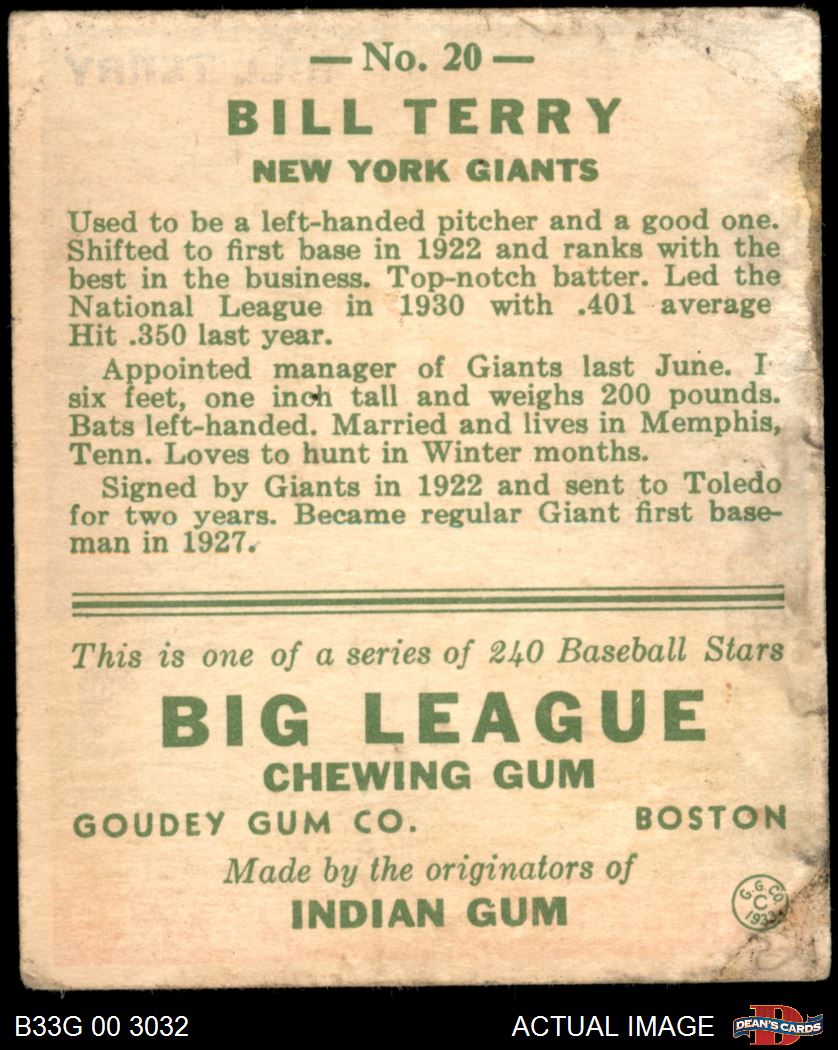 — No. 20 —
BILL TERRY
NEW YORK GIANTS
Used to be a left-handed pitcher and a good one.
Shifted to first base in 1922 and ranks with the
best in the business. Top-notch batter. Led the
National League in 1930 with .401 average
Hit .350 last year.
Appointed manager of Giants last June. I
six feet, one inch tall and weighs 200 pounds.
Bats left-handed. Married and lives in Memphis,
Tenn. Loves to hunt in Winter months.
Signed by Giants in 1922 and sent to Toledo
for two years. Became regular Giant first base-
man in 1927.
This is one of a series of 240 Baseball Stars
BIG LEAGUE
CHEWING GUM
GOUDEY GUM CO. BOSTON
Made by the originators of
INDIAN GUM
G.G.CO
C
1933
B33G 00 3032
ACTUAL IMAGE
D
DEAN'S CARDS